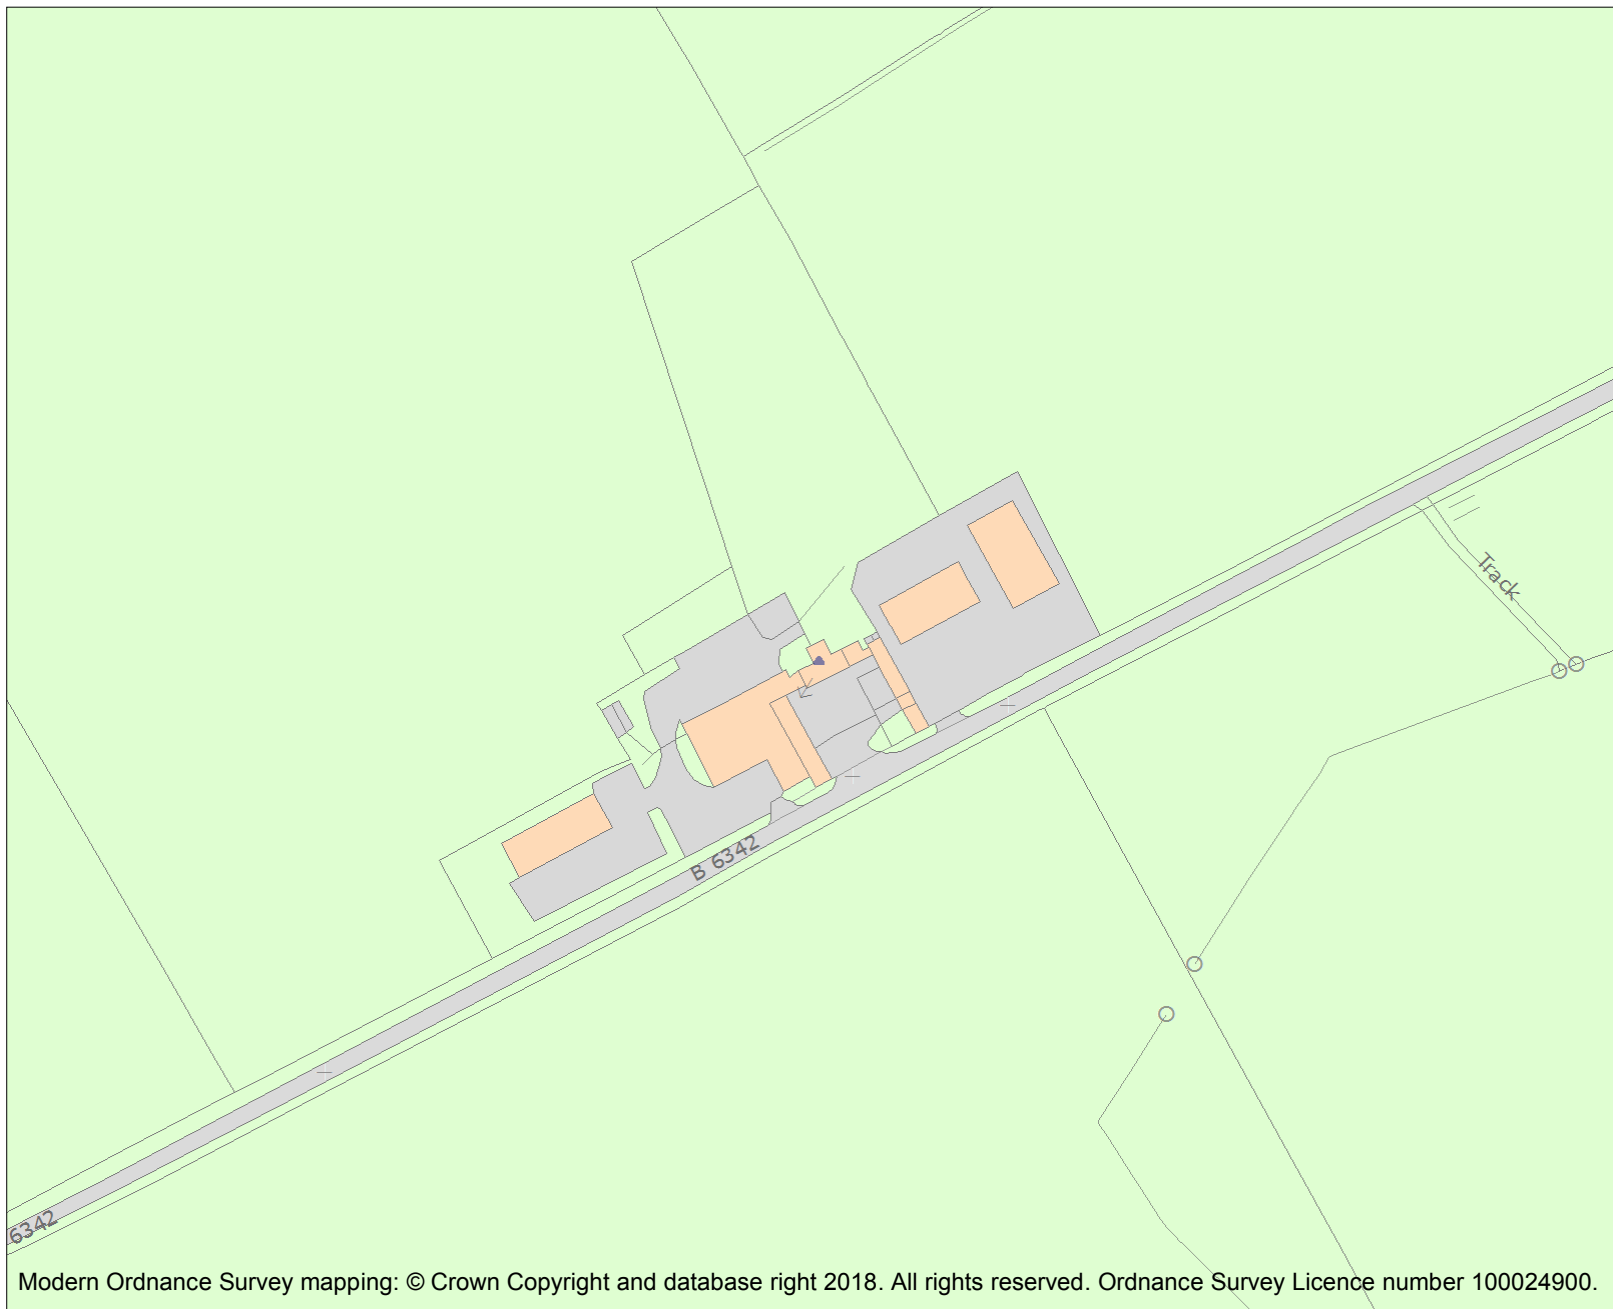 Track
B 6342
6342
Modern Ordnance Survey mapping: © Crown Copyright and database right 2018. All rights reserved. Ordnance Survey Licence number 100024900.